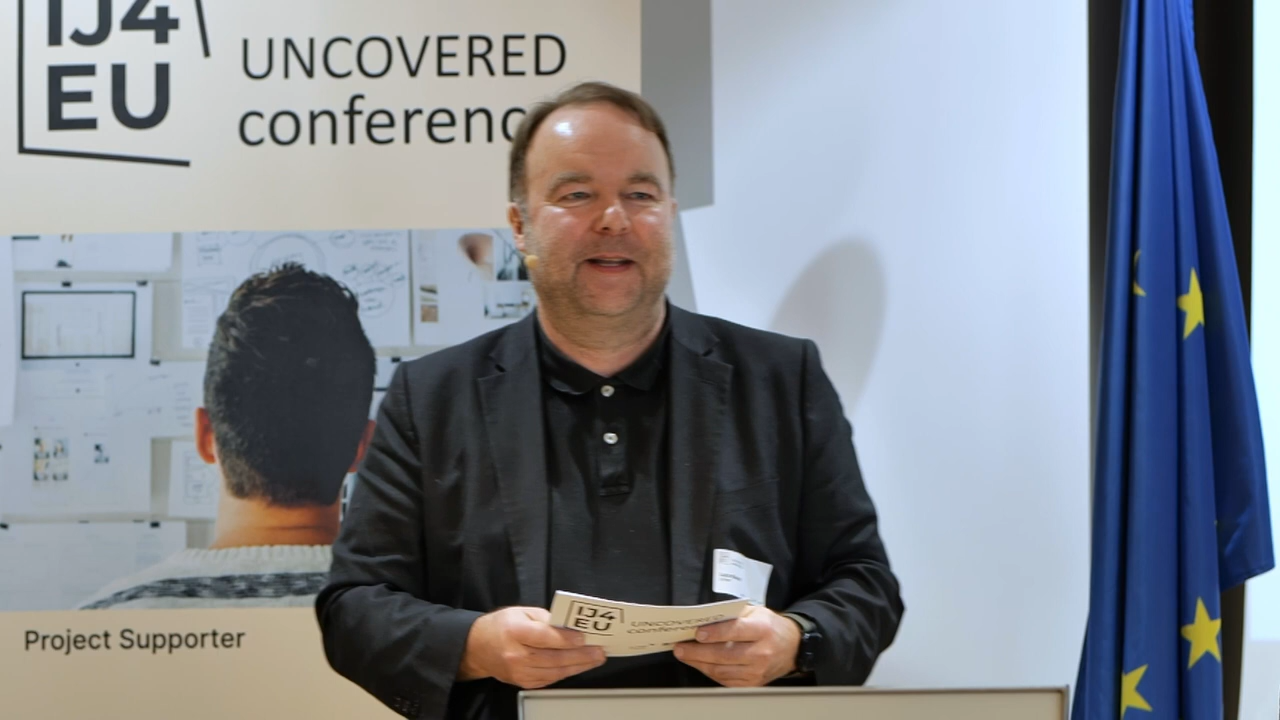 IJ4
EU
UNCOVERED
conferenc
Project Supporter
IJ4
EU
UNCOVERED
conference